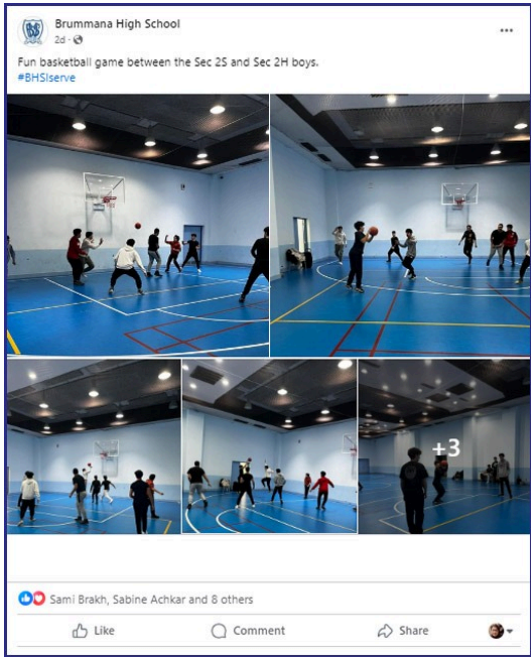 Brummana High School
2d ·
Fun basketball game between the Sec 2S and Sec 2H boys.
#BHSIserve
+3
Sami Brakh, Sabine Achkar and 8 others
Like
Comment
Share